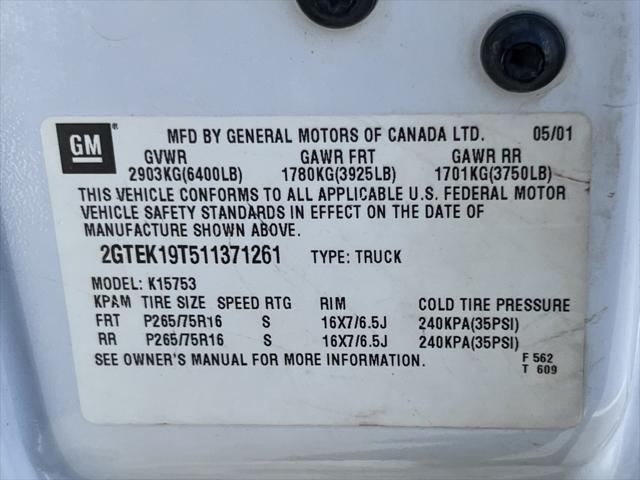 GM ® MFD BY GENERAL MOTORS OF CANADA LTD. 05/01
GVWR GAWR FRT GAWR RR
2903KG(6400LB) 1780KG(3925LB) 1701KG(3750LB)
THIS VEHICLE CONFORMS TO ALL APPLICABLE U.S. FEDERAL MOTOR
VEHICLE SAFETY STANDARDS IN EFFECT ON THE DATE OF
MANUFACTURE SHOWN ABOVE.
2GTEK19T511371261 TYPE: TRUCK
MODEL: K15753
KPAM TIRE SIZE SPEED RTG RIM COLD TIRE PRESSURE
FRT P265/75R16 S 16X7/6.5J 240KPA(35PSI)
RR P265/75R16 S 16X7/6.5J 240KPA(35PSI)
SEE OWNER'S MANUAL FOR MORE INFORMATION. F 562
T 609